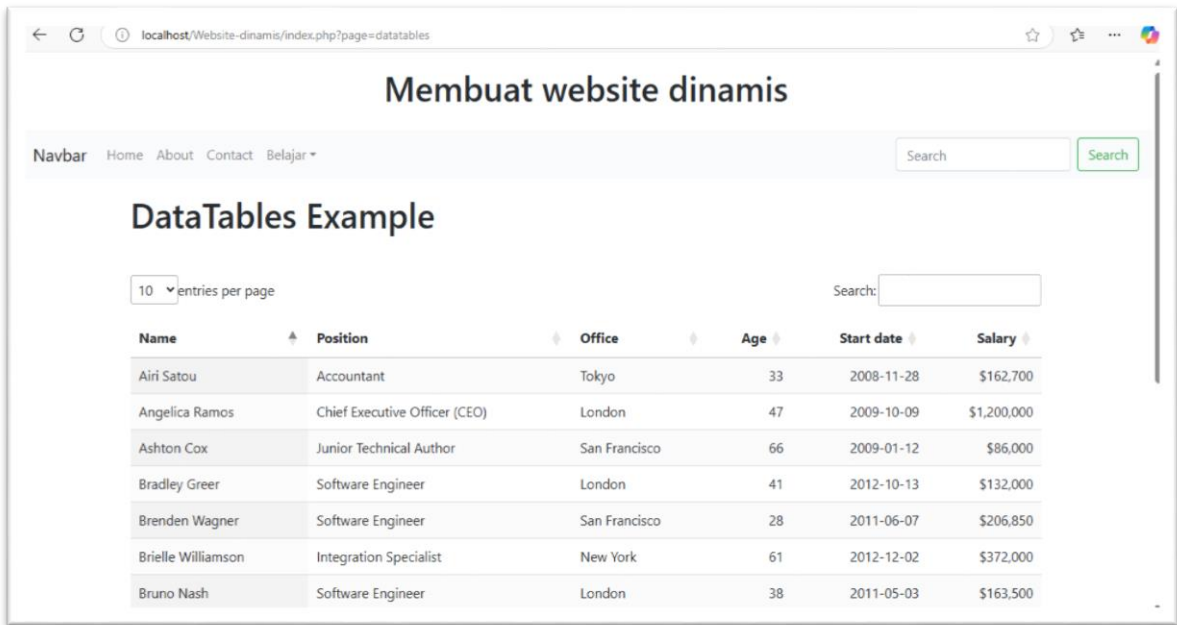 localhost/Website-dinamis/index.php?page=datatables
Membuat website dinamis
Navbar Home About Contact Belajar Search Search
DataTables Example
10 entries per page Search:
Name Position Office Age Start date Salary
Airi Satou Accountant Tokyo 33 2008-11-28 $162,700
Angelica Ramos Chief Executive Officer (CEO) London 47 2009-10-09 $1,200,000
Ashton Cox Junior Technical Author San Francisco 66 2009-01-12 $86,000
Bradley Greer Software Engineer London 41 2012-10-13 $132,000
Brenden Wagner Software Engineer San Francisco 28 2011-06-07 $206,850
Brielle Williamson Integration Specialist New York 61 2012-12-02 $372,000
Bruno Nash Software Engineer London 38 2011-05-03 $163,500